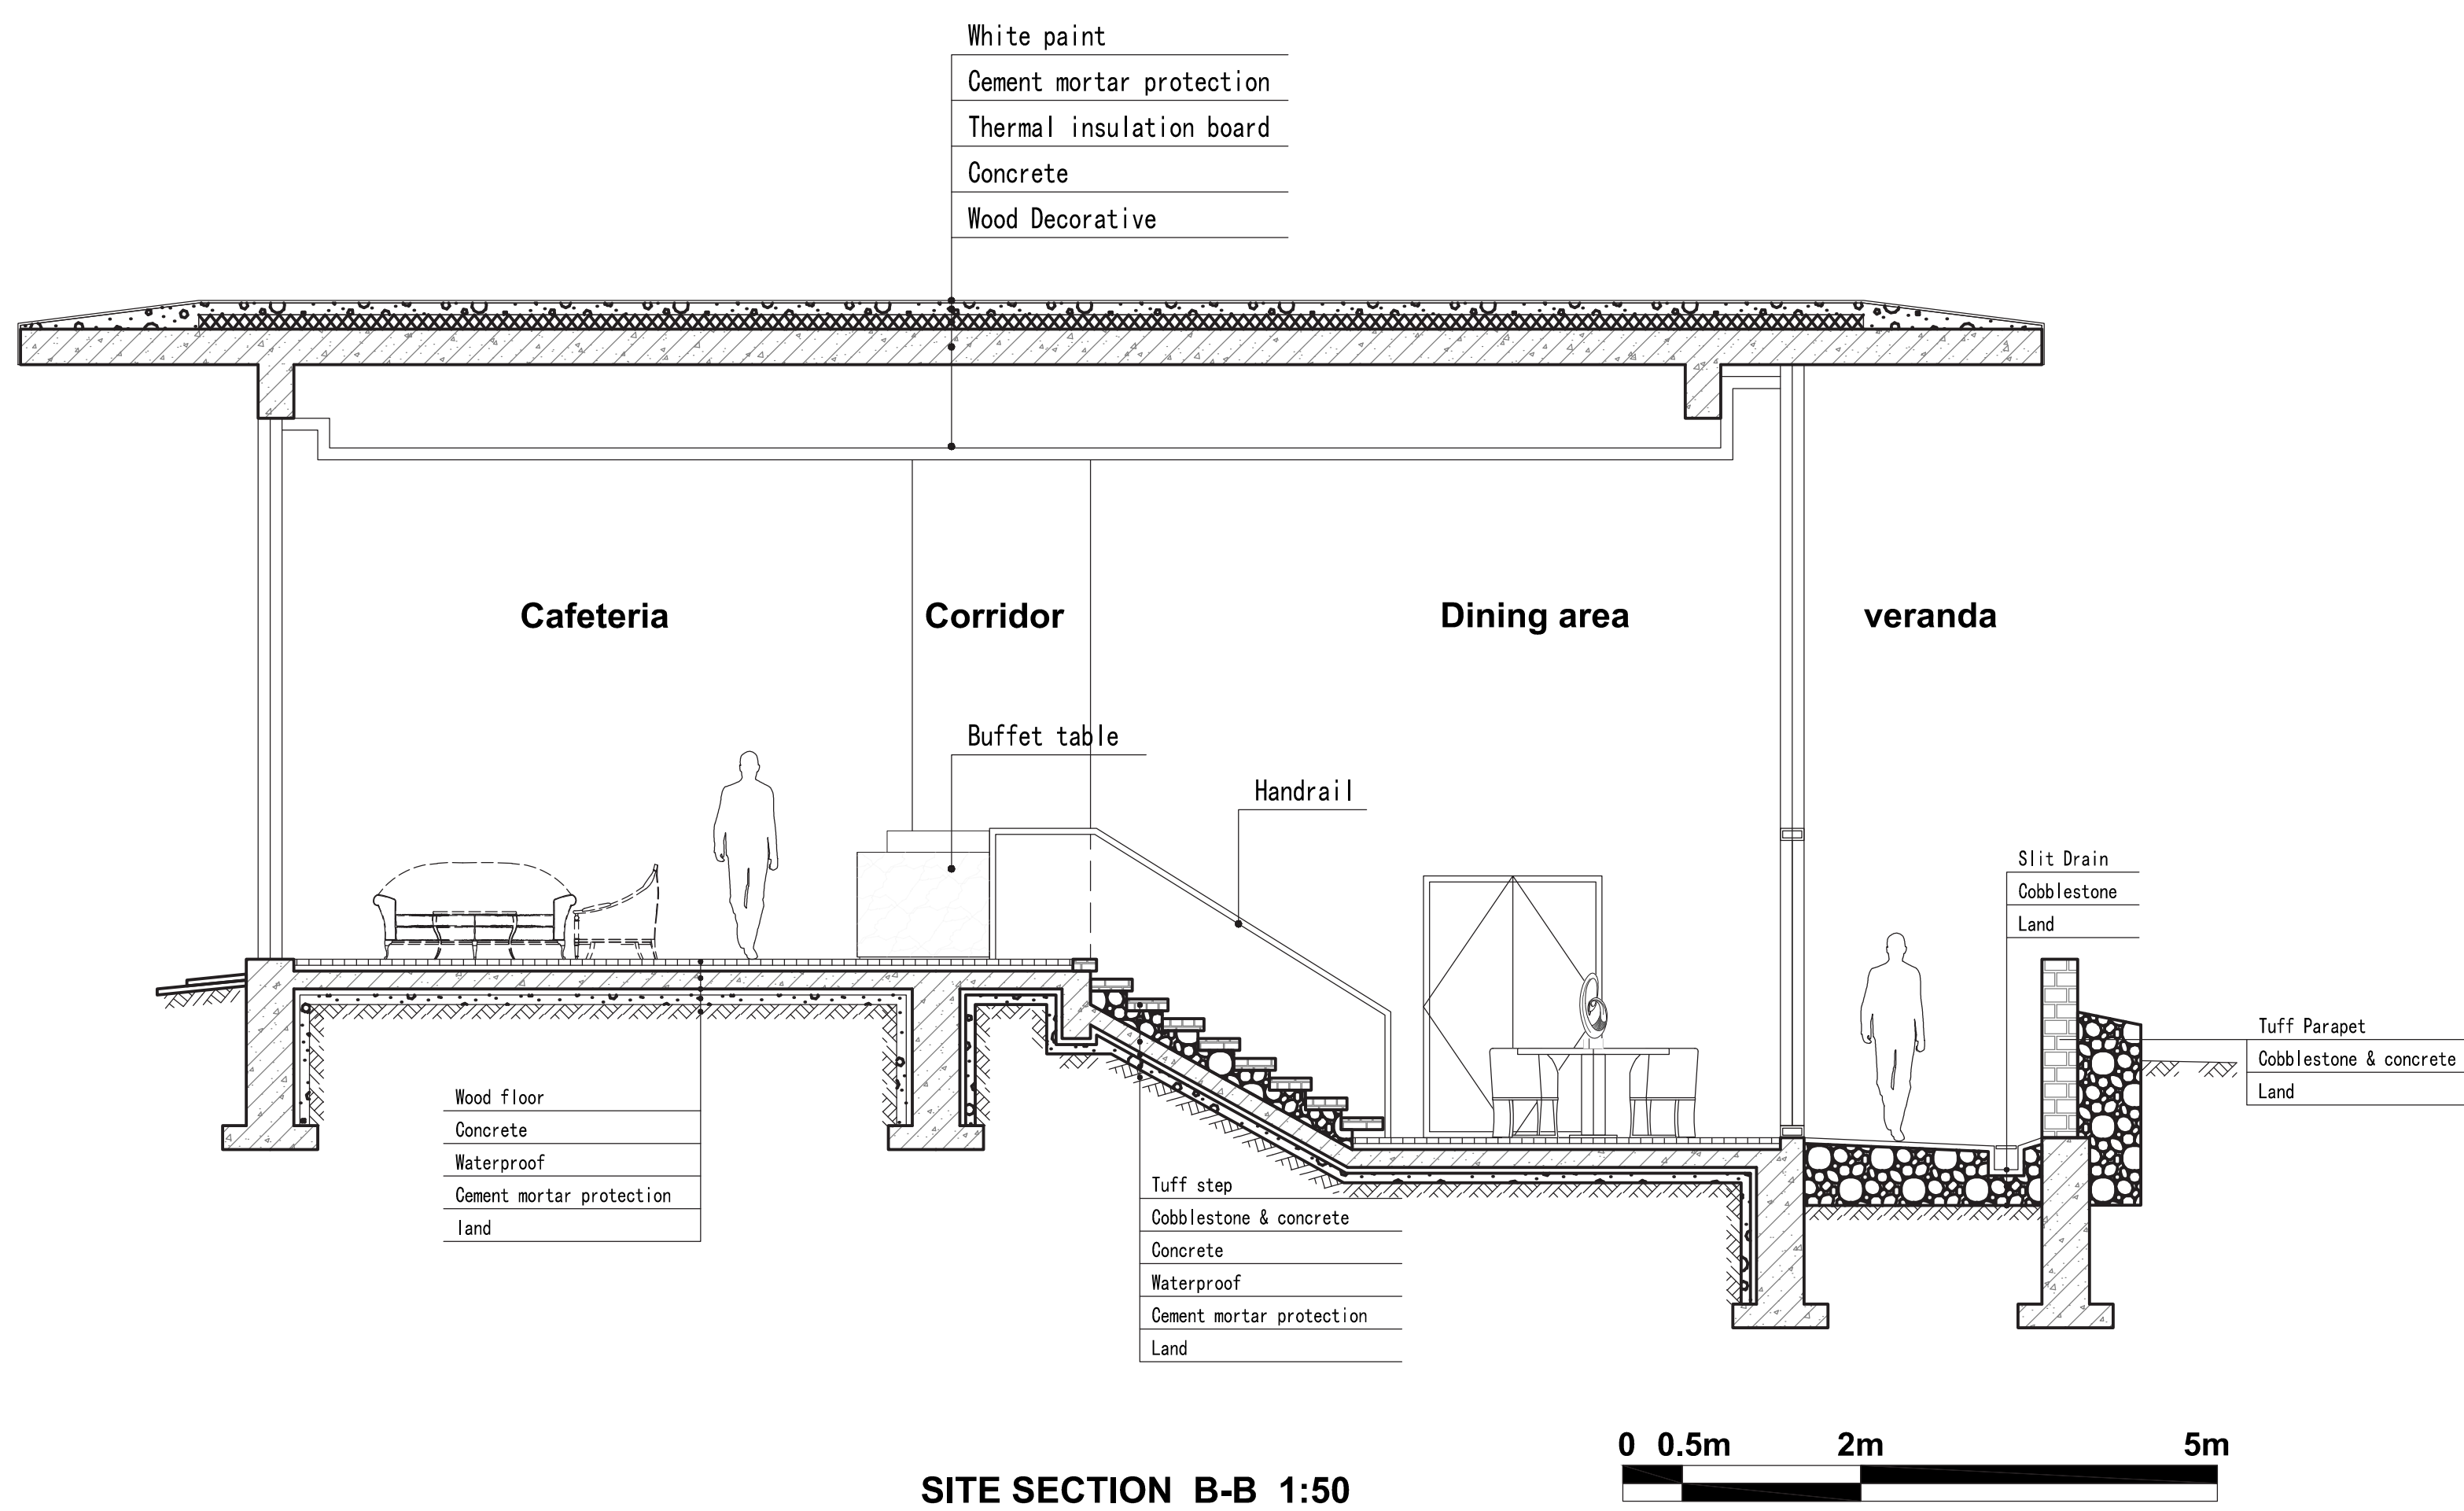 White paint
Cement mortar protection
Thermal insulation board
Concrete
Wood Decorative
Cafeteria
Corridor
Dining area
veranda
Buffet table
Handrail
Slit Drain
Cobblestone
Land
Tuff Parapet
Cobblestone & concrete
Land
Wood floor
Concrete
Waterproof
Cement mortar protection
land
Tuff step
Cobblestone & concrete
Concrete
Waterproof
Cement mortar protection
Land
0 0.5m 2m 5m
SITE SECTION B-B 1:50